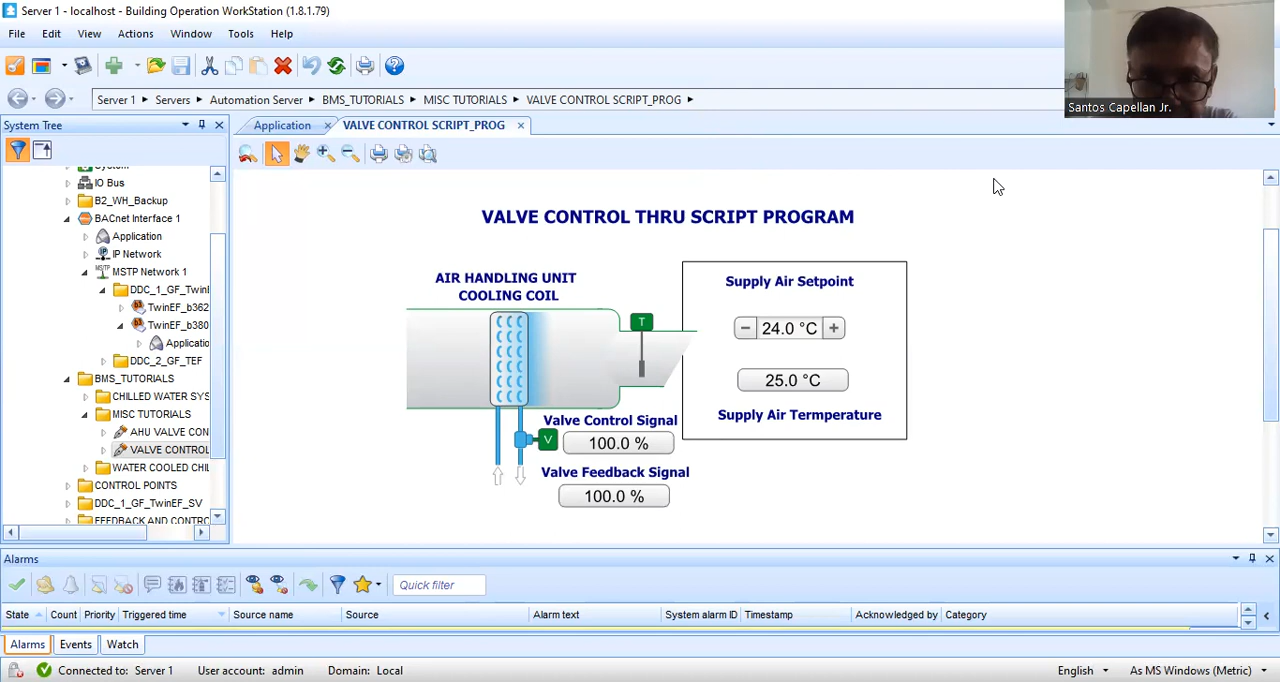 Server 1 - localhost - Building Operation WorkStation (1.8.1.79)
File Edit View Actions Window Tools Help
Santos Capellan Jr.
Server 1 Servers Automation Server BMS_TUTORIALS MISC TUTORIALS VALVE CONTROL SCRIPT_PROG
System Tree
Application VALVE CONTROL SCRIPT_PROG
IO Bus
B2_WH_Backup
BACnet Interface 1
Application
IP Network
MSTP Network 1
DDC_1_GF_TwinE
TwinEF_b362
TwinEF_b380
Applicatio
DDC_2_GF_TEF
BMS_TUTORIALS
CHILLED WATER SYS
MISC TUTORIALS
AHU VALVE CON
VALVE CONTROL
WATER COOLED CHIL
CONTROL POINTS
DDC_1_GF_TwinEF_SV
FEEDBACK AND CONTRO
VALVE CONTROL THRU SCRIPT PROGRAM
AIR HANDLING UNIT
COOLING COIL
T
V
Valve Control Signal
100.0 %
Valve Feedback Signal
100.0 %
Supply Air Setpoint
− 24.0 °C +
25.0 °C
Supply Air Termperature
Alarms
Quick filter
State Count Priority Triggered time Source name Source Alarm text System alarm ID Timestamp Acknowledged by Category
Alarms Events Watch
Connected to: Server 1 User account: admin Domain: Local English As MS Windows (Metric)